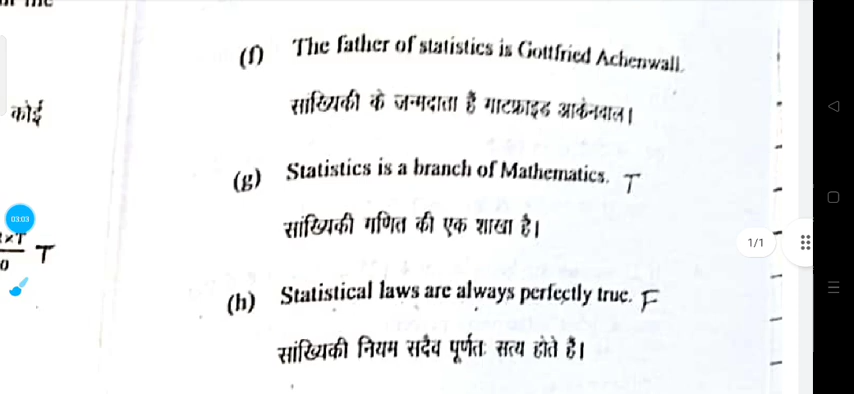 (f) The father of statistics is Gottfried Achenwall.
सांख्यिकी के जन्मदाता हैं गाटफ्राइड आकेनवाल।
कोई
(g) Statistics is a branch of Mathematics. T
सांख्यिकी गणित की एक शाखा है।
03:03
×T
0 T
1/1
(h) Statistical laws are always perfectly true. F
सांख्यिकी नियम सदैव पूर्णतः सत्य होते हैं।